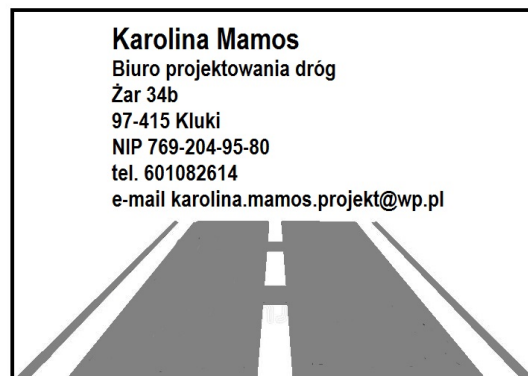 Karolina Mamos
Biuro projektowania dróg
Żar 34b
97-415 Kluki
NIP 769-204-95-80
tel. 601082614
e-mail karolina.mamos.projekt@wp.pl